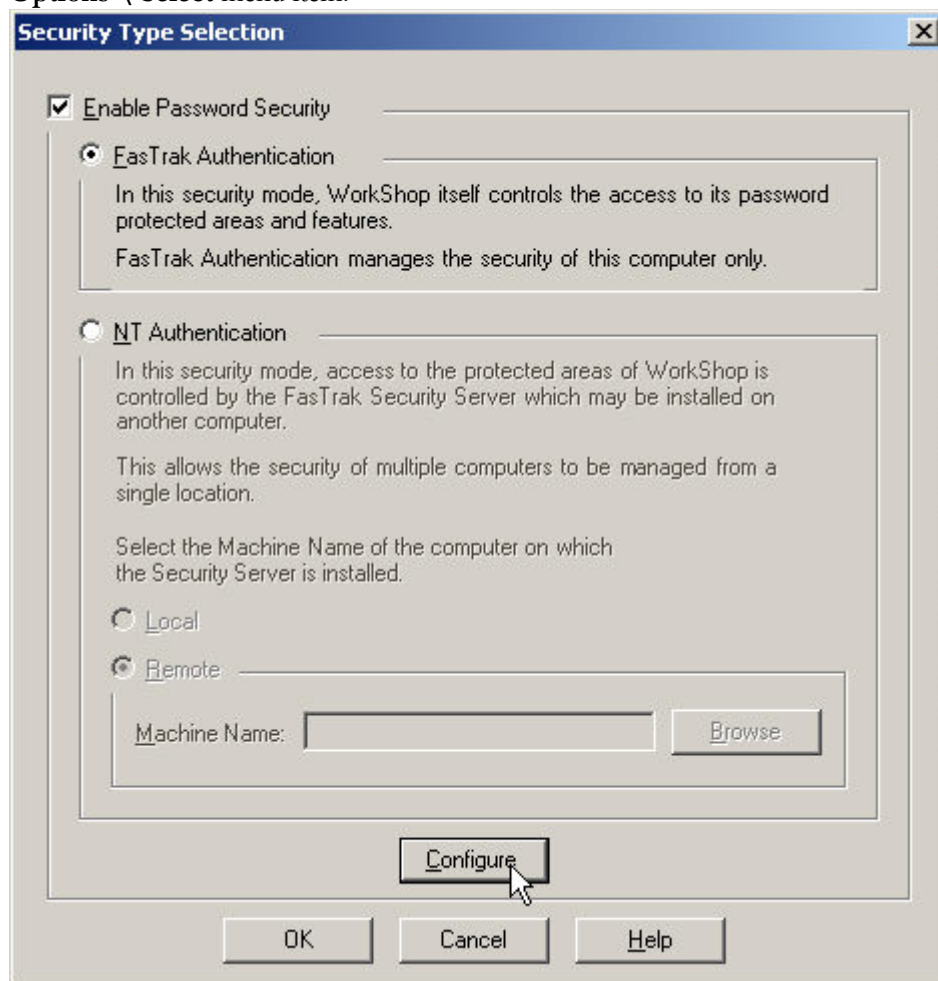 Options \ Select menu item.
Security Type Selection
Enable Password Security
FasTrak Authentication
In this security mode, WorkShop itself controls the access to its password
protected areas and features.
FasTrak Authentication manages the security of this computer only.
NT Authentication
In this security mode, access to the protected areas of WorkShop is
controlled by the FasTrak Security Server which may be installed on
another computer.
This allows the security of multiple computers to be managed from a
single location.
Select the Machine Name of the computer on which
the Security Server is installed.
Local
Remote
Machine Name:
Browse
Configure
OK Cancel Help